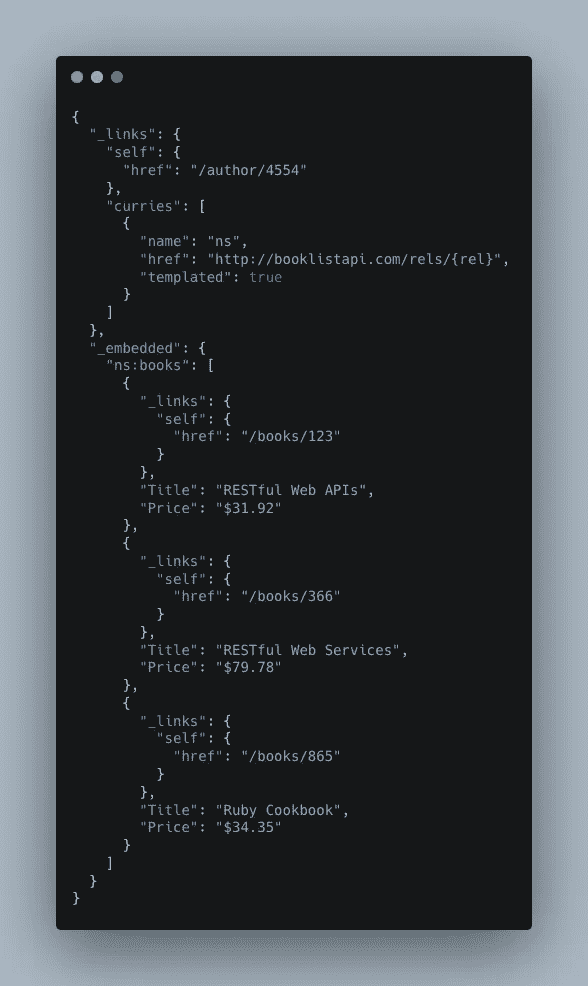 {
  "_links": {
    "self": {
      "href": "/author/4554"
    },
    "curries": [
      {
        "name": "ns",
        "href": "http://booklistapi.com/rels/{rel}",
        "templated": true
      }
    ]
  },
  "_embedded": {
    "ns:books": [
      {
        "_links": {
          "self": {
            "href": "/books/123"
          }
        },
        "Title": "RESTful Web APIs",
        "Price": "$31.92"
      },
      {
        "_links": {
          "self": {
            "href": "/books/366"
          }
        },
        "Title": "RESTful Web Services",
        "Price": "$79.78"
      },
      {
        "_links": {
          "self": {
            "href": "/books/865"
          }
        },
        "Title": "Ruby Cookbook",
        "Price": "$34.35"
      }
    ]
  }
}